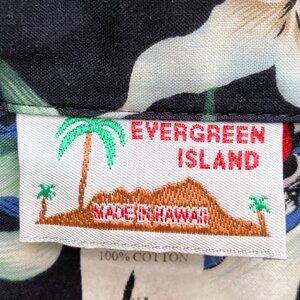 EVERGREEN
ISLAND
MADE IN HAWAII
100% COTTON